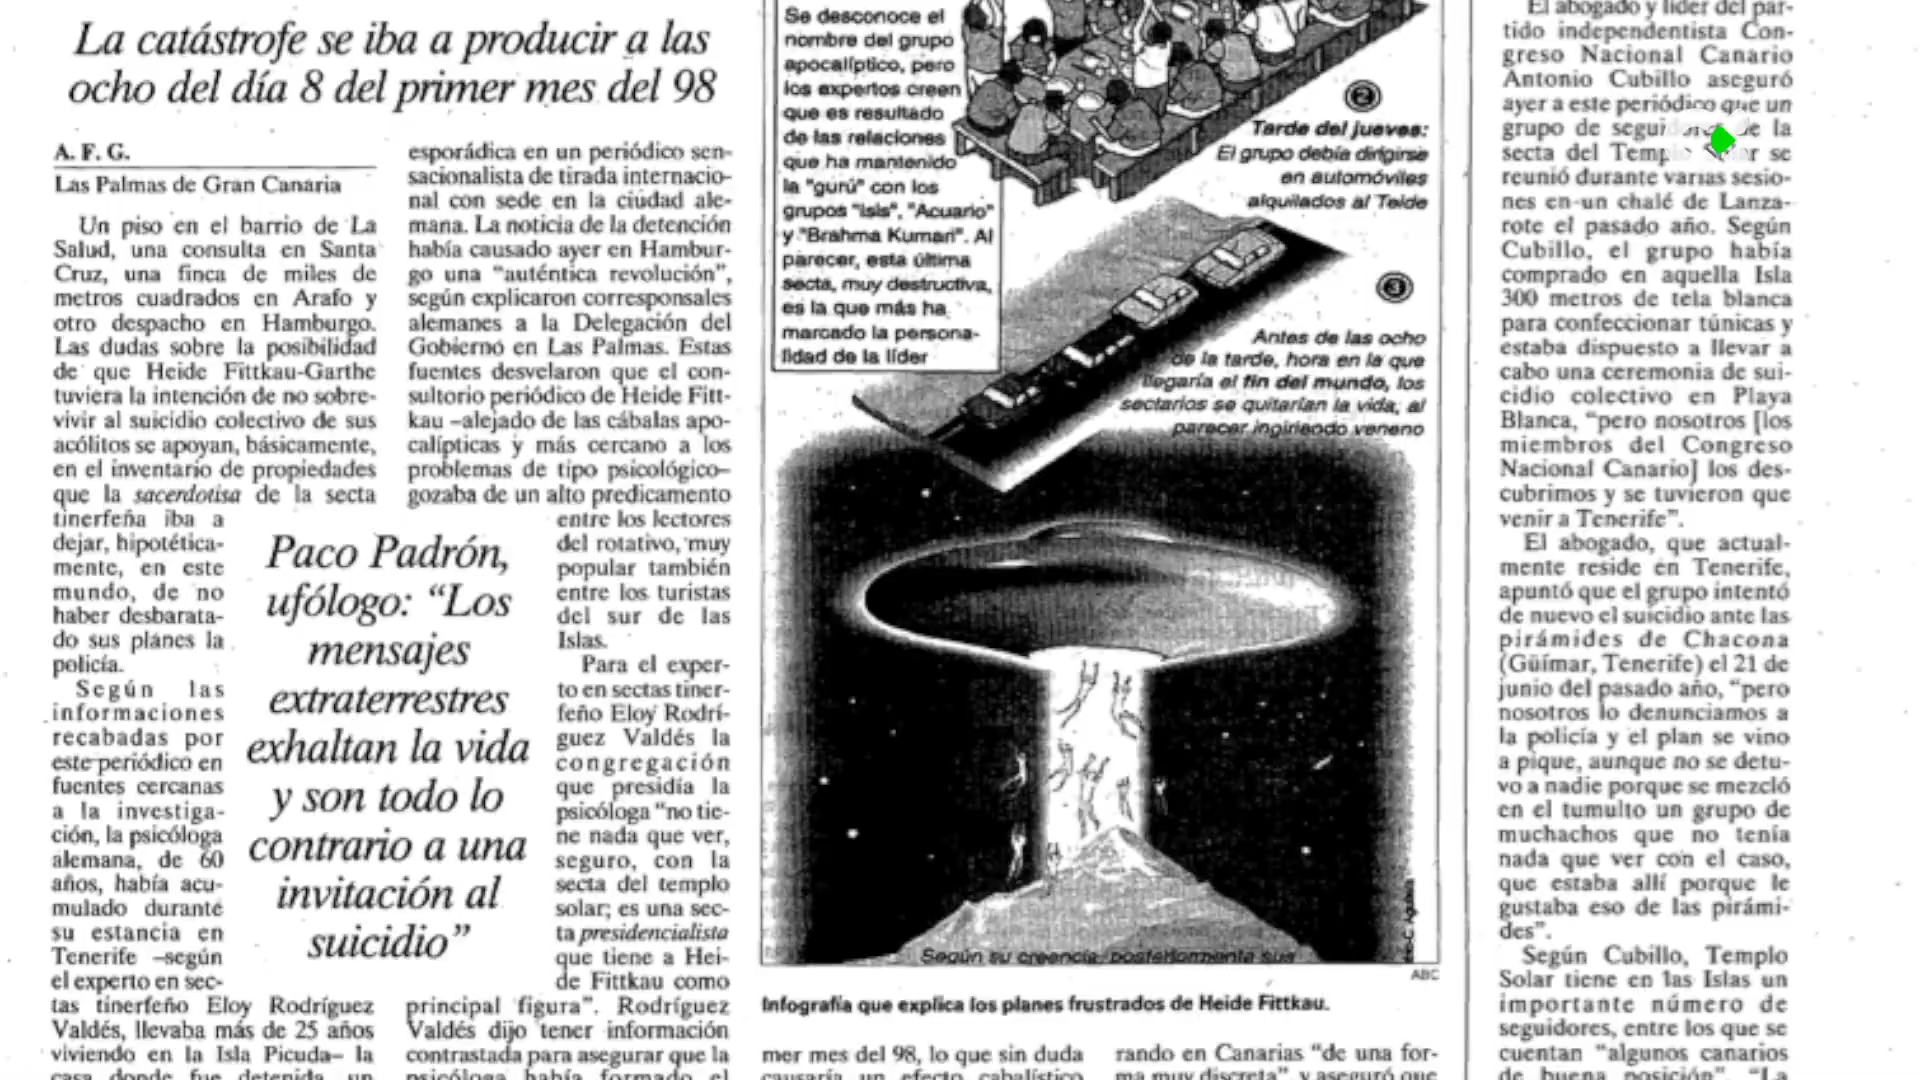 La catástrofe se iba a producir a las
ocho del día 8 del primer mes del 98
A. F. G.
Las Palmas de Gran Canaria
Un piso en el barrio de La
Salud, una consulta en Santa
Cruz, una finca de miles de
metros cuadrados en Arafo y
otro despacho en Hamburgo.
Las dudas sobre la posibilidad
de que Heide Fittkau-Garthe
tuviera la intención de no sobre-
vivir al suicidio colectivo de sus
acólitos se apoyan, básicamente,
en el inventario de propiedades
que la sacerdotisa de la secta
tinerfeña iba a
dejar, hipotética-
mente, en este
mundo, de no
haber desbarata-
do sus planes la
policía.
Según las
informaciones
recabadas por
este periódico en
fuentes cercanas
a la investiga-
ción, la psicóloga
alemana, de 60
años, había acu-
mulado durante
su estancia en
Tenerife –según
el experto en sec-
tas tinerfeño Eloy Rodríguez
Valdés, llevaba más de 25 años
viviendo en la Isla Picuda– la
casa donde fue detenida, un
Paco Padrón,
ufólogo: “Los
mensajes
extraterrestres
exhaltan la vida
y son todo lo
contrario a una
invitación al
suicidio”
esporádica en un periódico sen-
sacionalista de tirada internacio-
nal con sede en la ciúdad ale-
mana. La noticia de la detención
había causado ayer en Hambur-
go una “auténtica revolución”,
según explicaron corresponsales
alemanes a la Delegación del
Gobierno en Las Palmas. Estas
fuentes desvelaron que el con-
sultorio periódico de Heide Fitt-
kau –alejado de las cábalas apo-
calípticas y más cercano a los
problemas de tipo psicológico–
gozaba de un alto predicamento
entre los lectores
del rotativo, muy
popular también
entre los turistas
del sur de las
Islas.
Para el exper-
to en sectas tiner-
feño Eloy Rodrí-
guez Valdés la
congregación
que presidía la
psicóloga “no tie-
ne nada que ver,
seguro, con la
secta del templo
solar; es una sec-
ta presidencialista
que tiene a Hei-
de Fittkau como
principal figura”. Rodríguez
Valdés dijo tener información
contrastada para asegurar que la
psicóloga había formado el
Se desconoce el
nombre del grupo
apocalíptico, pero
los expertos creen
que es resultado
de las relaciones
que ha mantenido
la "gurú" con los
grupos "Isis", "Acuario"
y "Brahma Kumari". Al
parecer, esta última
secta, muy destructiva,
es la que más ha
marcado la persona-
lidad de la líder
2
Tarde del jueves:
El grupo debía dirigirse
en automóviles
alquilados al Teide
3
Antes de las ocho
de la tarde, hora en la que
llegaría el fin del mundo, los
sectarios se quitarían la vida, al
parecer ingiriendo veneno
Según su creencia, posteriormente sus
ABC
Infografía que explica los planes frustrados de Heide Fittkau.
mer mes del 98, lo que sin duda
causaría un efecto cabalístico
rando en Canarias “de una for-
ma muy discreta”, y aseguró que
El abogado y líder del par-
tido independentista Con-
greso Nacional Canario
Antonio Cubillo aseguró
ayer a este periódico que un
grupo de seguidores de la
secta del Templo Solar se
reunió durante varias sesio-
nes en un chalé de Lanza-
rote el pasado año. Según
Cubillo, el grupo había
comprado en aquella Isla
300 metros de tela blanca
para confeccionar túnicas y
estaba dispuesto a llevar a
cabo una ceremonia de sui-
cidio colectivo en Playa
Blanca, “pero nosotros [los
miembros del Congreso
Nacional Canario] los des-
cubrimos y se tuvieron que
venir a Tenerife”.
El abogado, que actual-
mente reside en Tenerife,
apuntó que el grupo intentó
de nuevo el suicidio ante las
pirámides de Chacona
(Güímar, Tenerife) el 21 de
junio del pasado año, “pero
nosotros lo denunciamos a
la policía y el plan se vino
a pique, aunque no se detu-
vo a nadie porque se mezcló
en el tumulto un grupo de
muchachos que no tenía
nada que ver con el caso,
que estaba allí porque le
gustaba eso de las pirámi-
des”.
Según Cubillo, Templo
Solar tiene en las Islas un
importante número de
seguidores, entre los que se
cuentan “algunos canarios
de buena posición”. “La